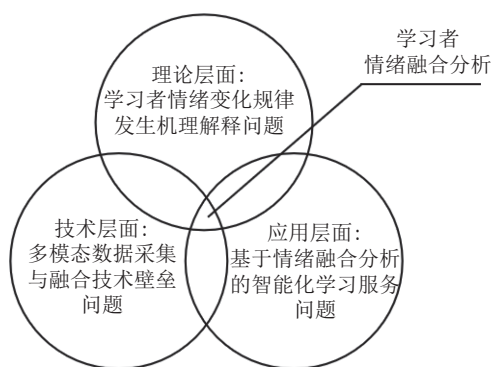 学习者
情绪融合分析
理论层面:
学习者情绪变化规律
发生机理解释问题
技术层面:
多模态数据采集
与融合技术壁垒
问题
应用层面:
基于情绪融合分析
的智能化学习服务
问题